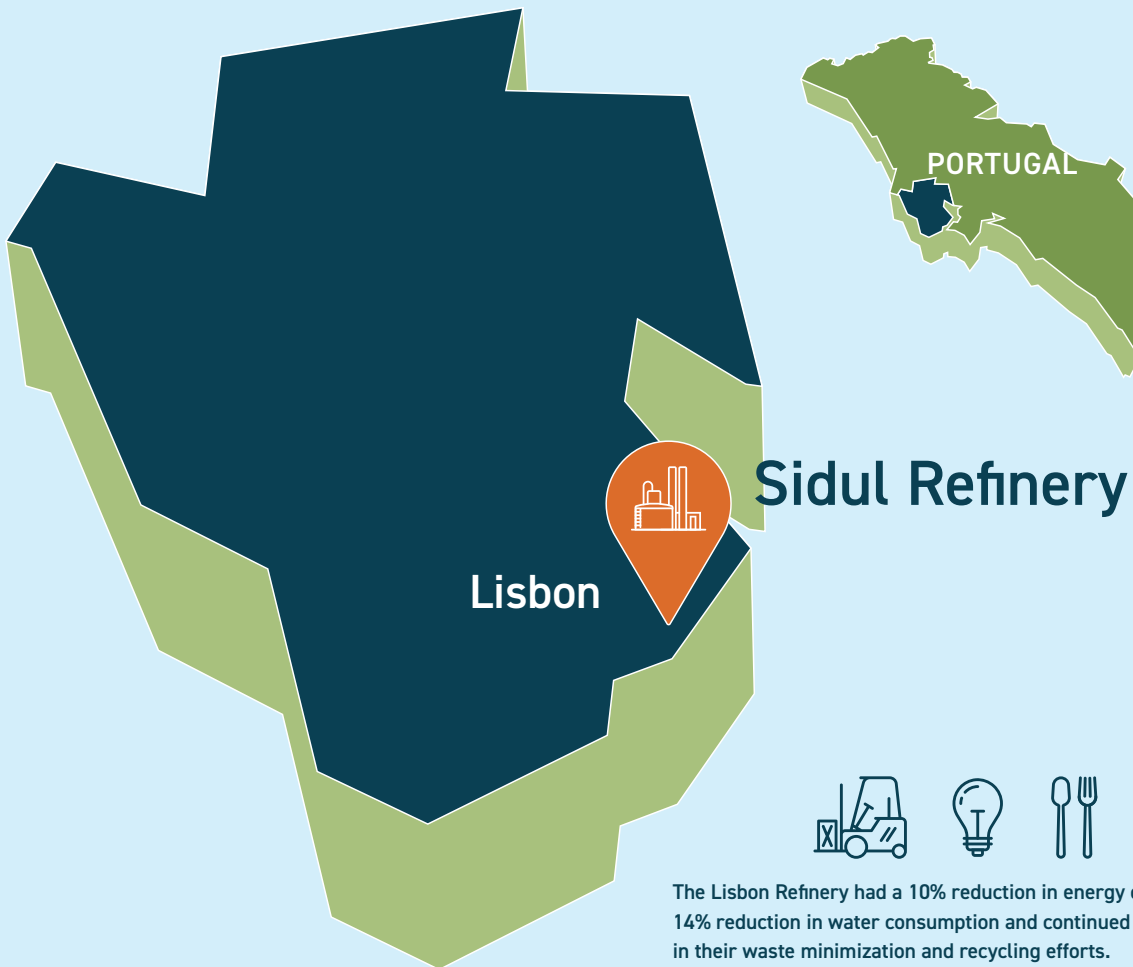 PORTUGAL
Sidul Refinery
Lisbon
The Lisbon Refinery had a 10% reduction in energy
14% reduction in water consumption and continued
in their waste minimization and recycling efforts.